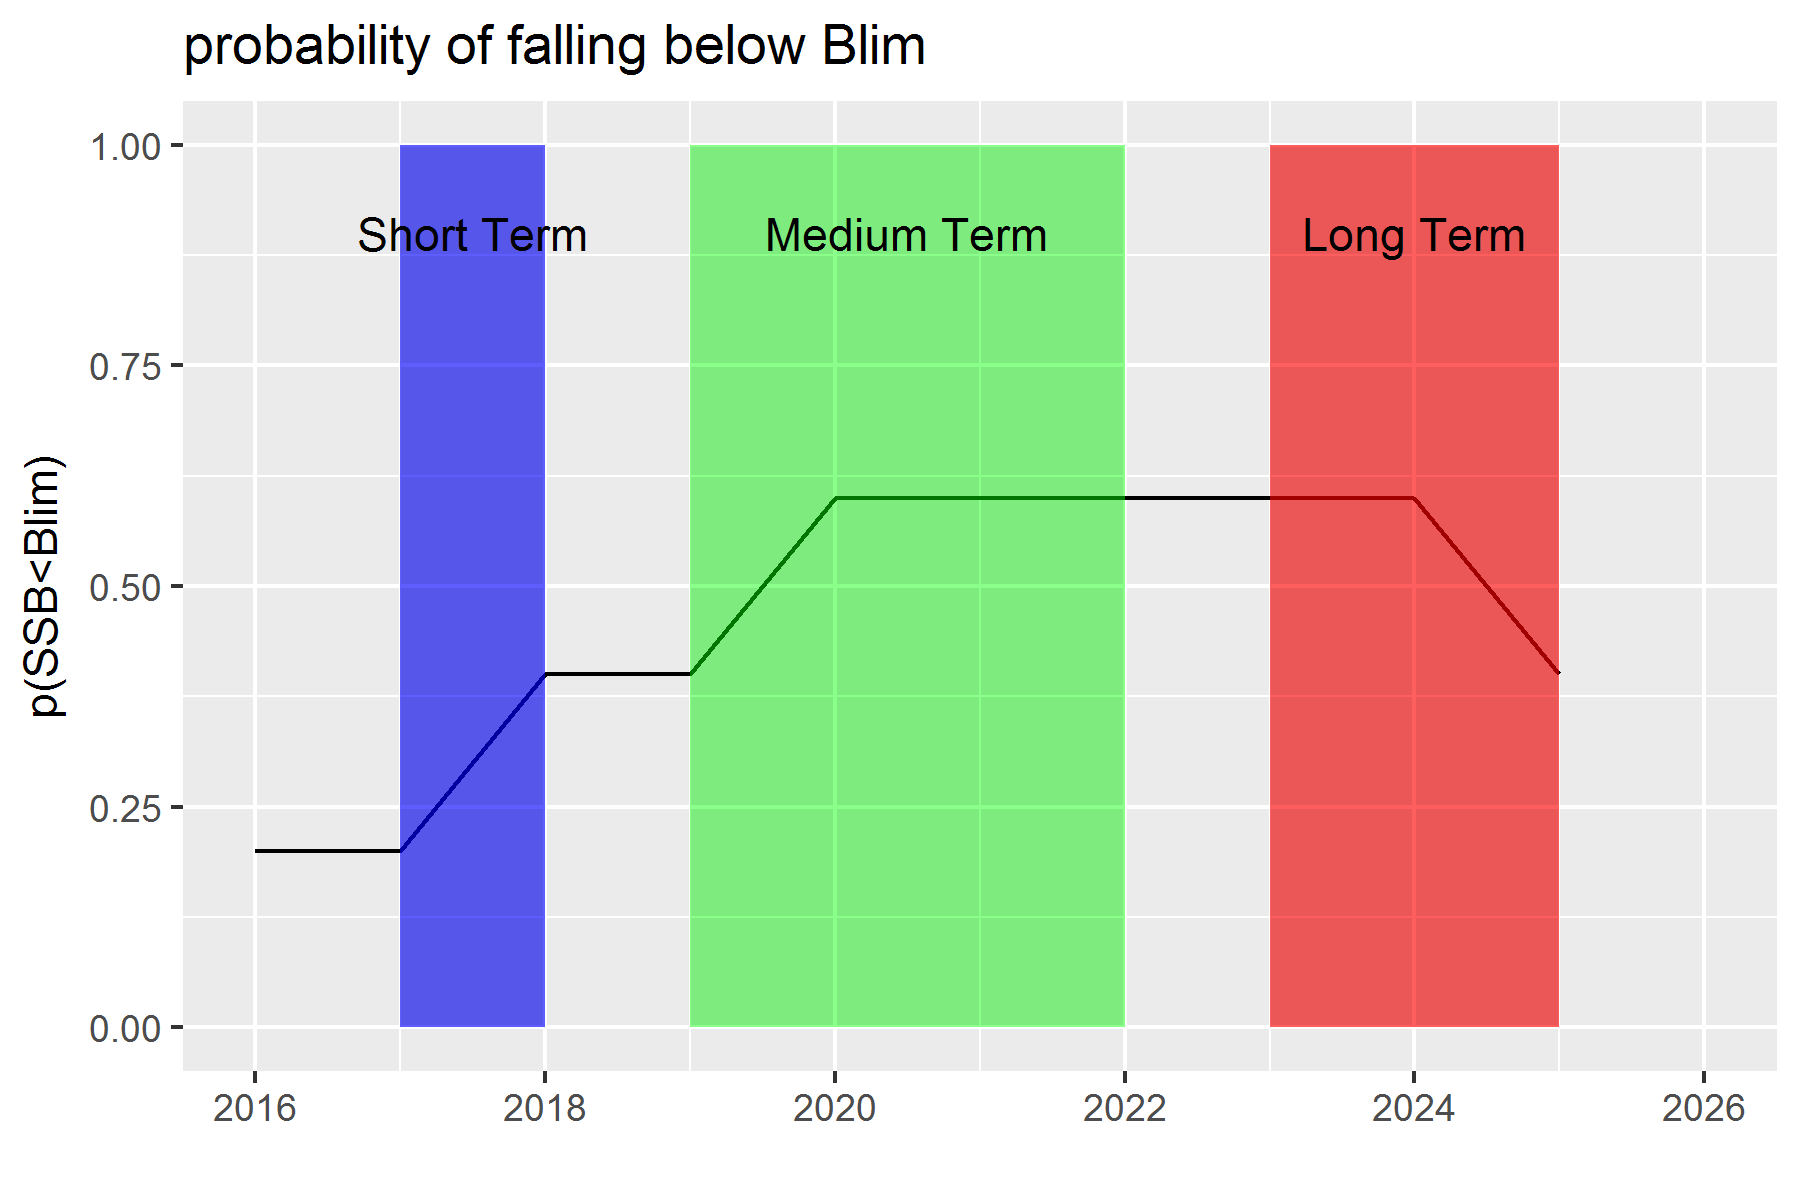 probability of falling below Blim
p(SSB<Blim)
1.00
0.75
0.50
0.25
0.00
Short Term
Medium Term
Long Term
2016
2018
2020
2022
2024
2026